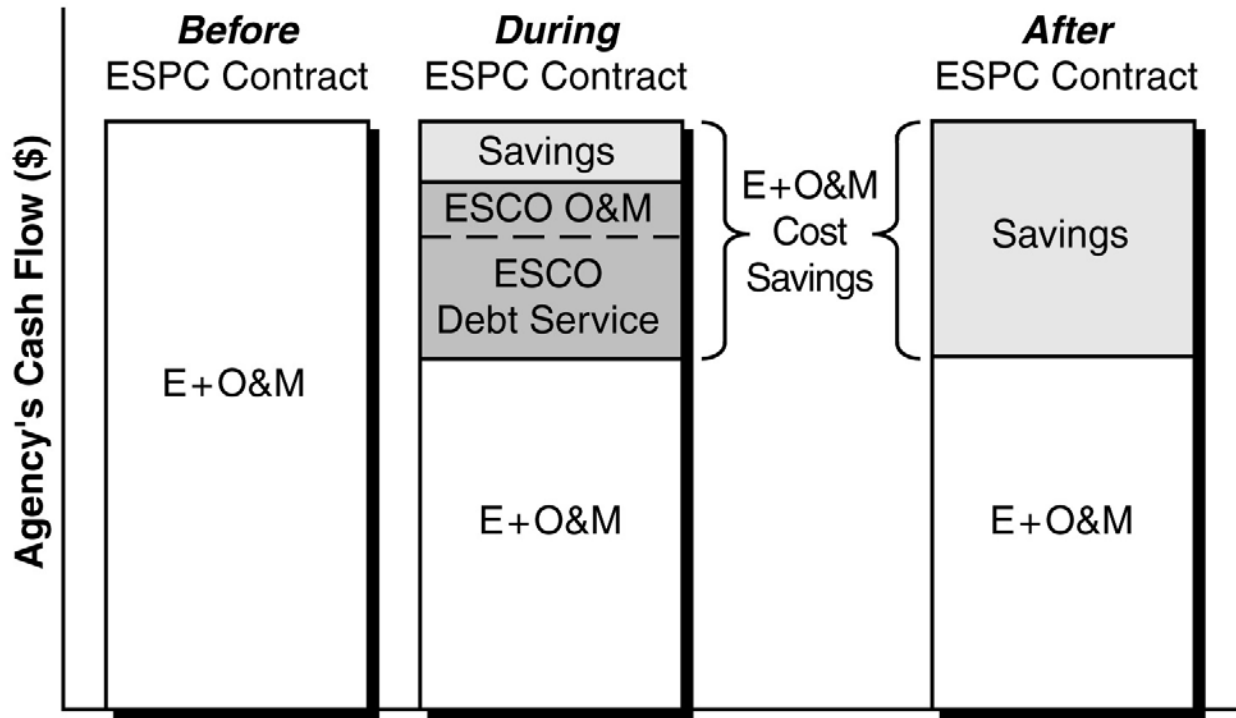 Agency's Cash Flow ($)
Before
ESPC Contract
E+O&M
During
ESPC Contract
Savings
ESCO O&M
ESCO
Debt Service
E+O&M
E+O&M
Cost
Savings
After
ESPC Contract
Savings
E+O&M